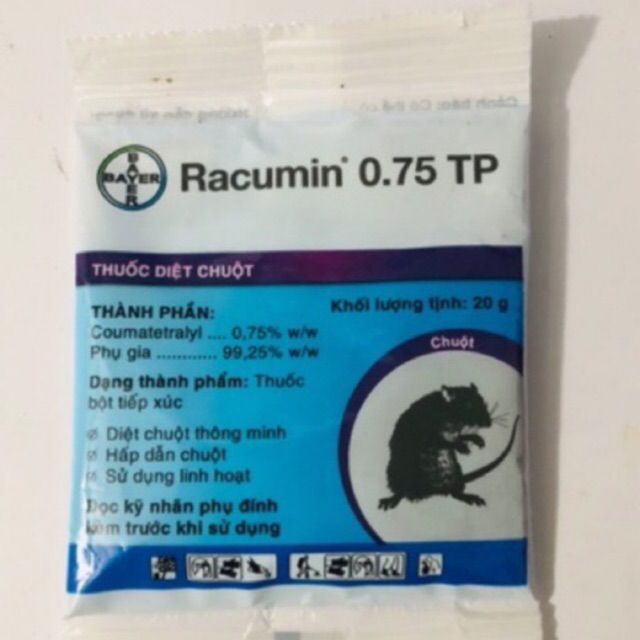 BAYER
BAYER
Racumin® 0.75 TP
THUỐC DIỆT CHUỘT
THÀNH PHẦN:
Khối lượng tịnh: 20 g
Coumatetralyl .... 0,75% w/w
Phụ gia ............ 99,25% w/w
Chuột
Dạng thành phẩm: Thuốc
bột tiếp xúc
Diệt chuột thông minh
Hấp dẫn chuột
Sử dụng linh hoạt
Đọc kỹ nhãn phụ đính
kèm trước khi sử dụng